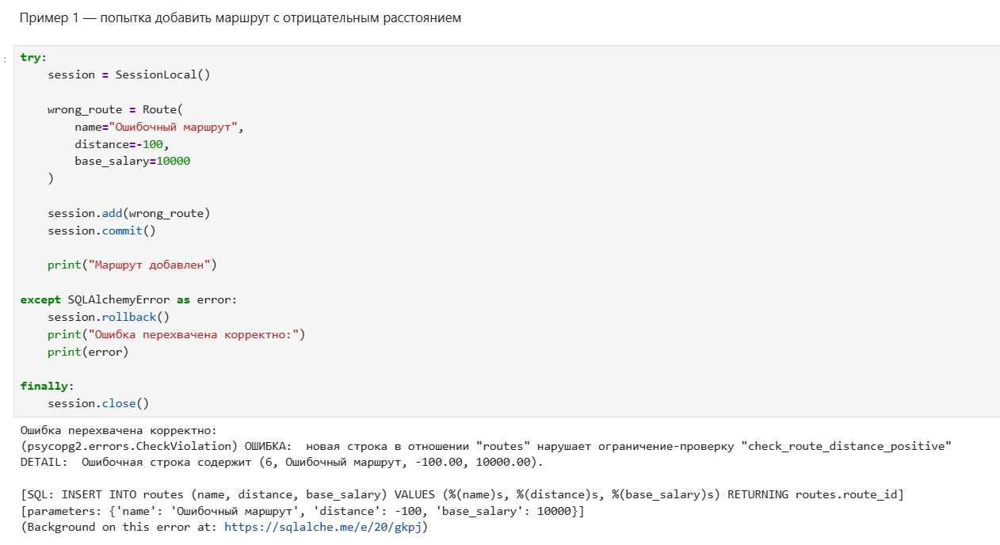 Пример 1 — попытка добавить маршрут с отрицательным расстоянием
:
try:
    session = SessionLocal()
    wrong_route = Route(
        name="Ошибочный маршрут",
        distance=-100,
        base_salary=10000
    )
    session.add(wrong_route)
    session.commit()
    print("Маршрут добавлен")
except SQLAlchemyError as error:
    session.rollback()
    print("Ошибка перехвачена корректно:")
    print(error)
finally:
    session.close()
Ошибка перехвачена корректно:
(psycopg2.errors.CheckViolation) ОШИБКА:  новая строка в отношении "routes" нарушает ограничение-проверку "check_route_distance_positive"
DETAIL:  Ошибочная строка содержит (6, Ошибочный маршрут, -100.00, 10000.00).
[SQL: INSERT INTO routes (name, distance, base_salary) VALUES (%(name)s, %(distance)s, %(base_salary)s) RETURNING routes.route_id]
[parameters: {'name': 'Ошибочный маршрут', 'distance': -100, 'base_salary': 10000}]
(Background on this error at: https://sqlalche.me/e/20/gkpj)